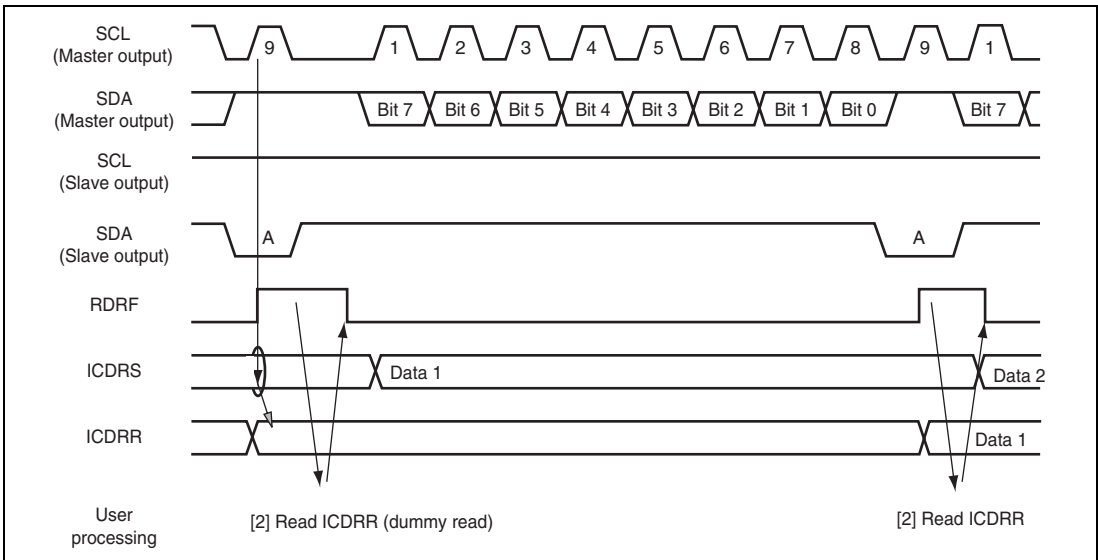 SCL
(Master output)
9 1 2 3 4 5 6 7 8 9 1
SDA
(Master output)
Bit 7 Bit 6 Bit 5 Bit 4 Bit 3 Bit 2 Bit 1 Bit 0 Bit 7
SCL
(Slave output)
SDA
(Slave output)
A A
RDRF
ICDRS
Data 1 Data 2
ICDRR
Data 1
User
processing
[2] Read ICDRR (dummy read) [2] Read ICDRR